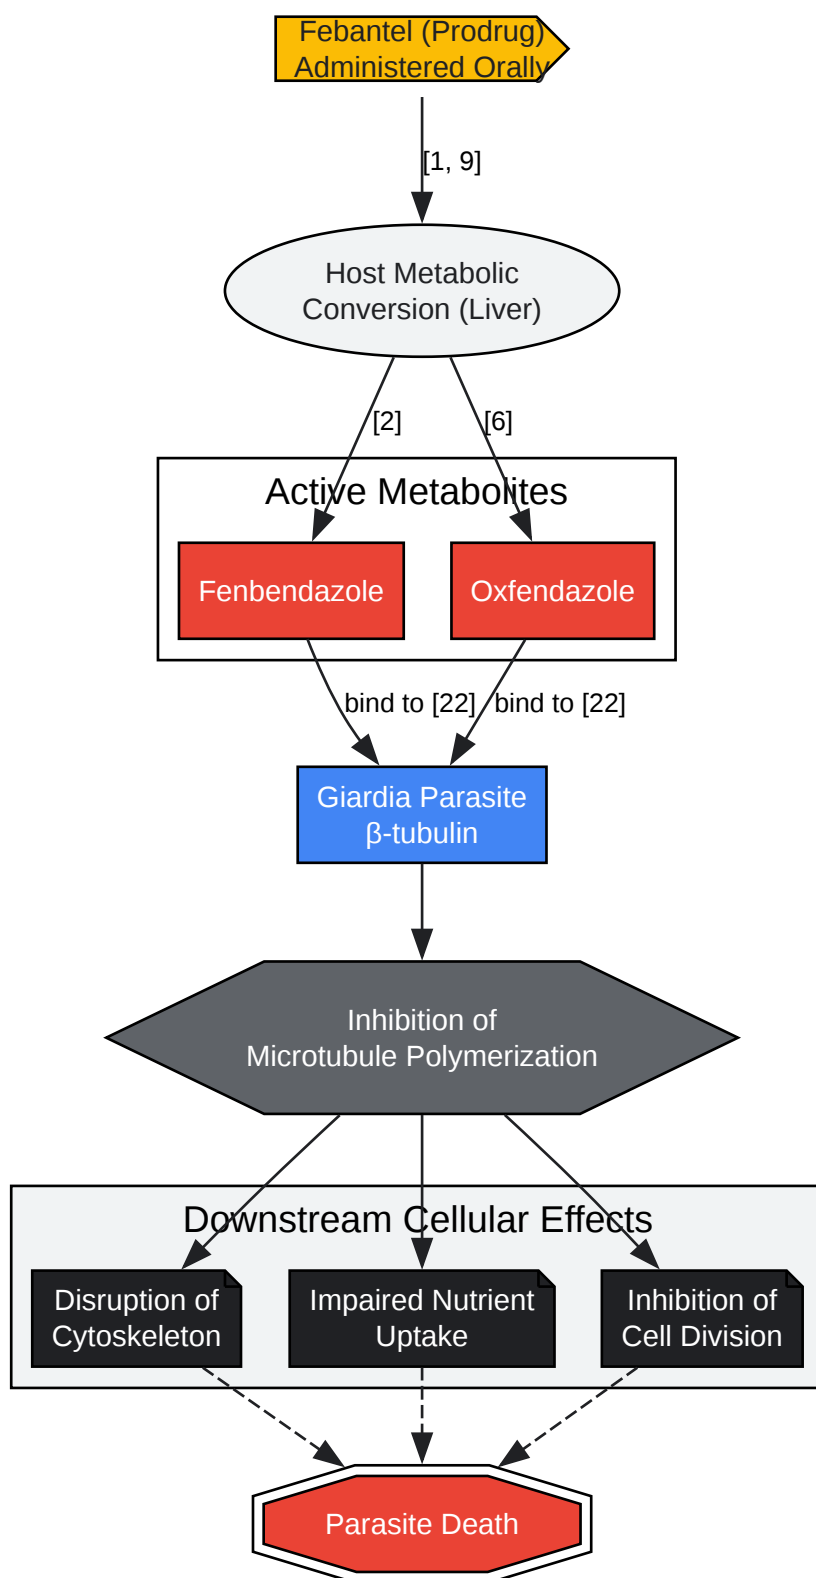 Febantel (Prodrug)
Administered Orally
[1, 9]
Host Metabolic
Conversion (Liver)
[2]
[6]
Active Metabolites
Fenbendazole
Oxfendazole
bind to [22]
bind to [22]
Giardia Parasite
β-tubulin
Inhibition of
Microtubule Polymerization
Downstream Cellular Effects
Disruption of
Cytoskeleton
Impaired Nutrient
Uptake
Inhibition of
Cell Division
Parasite Death